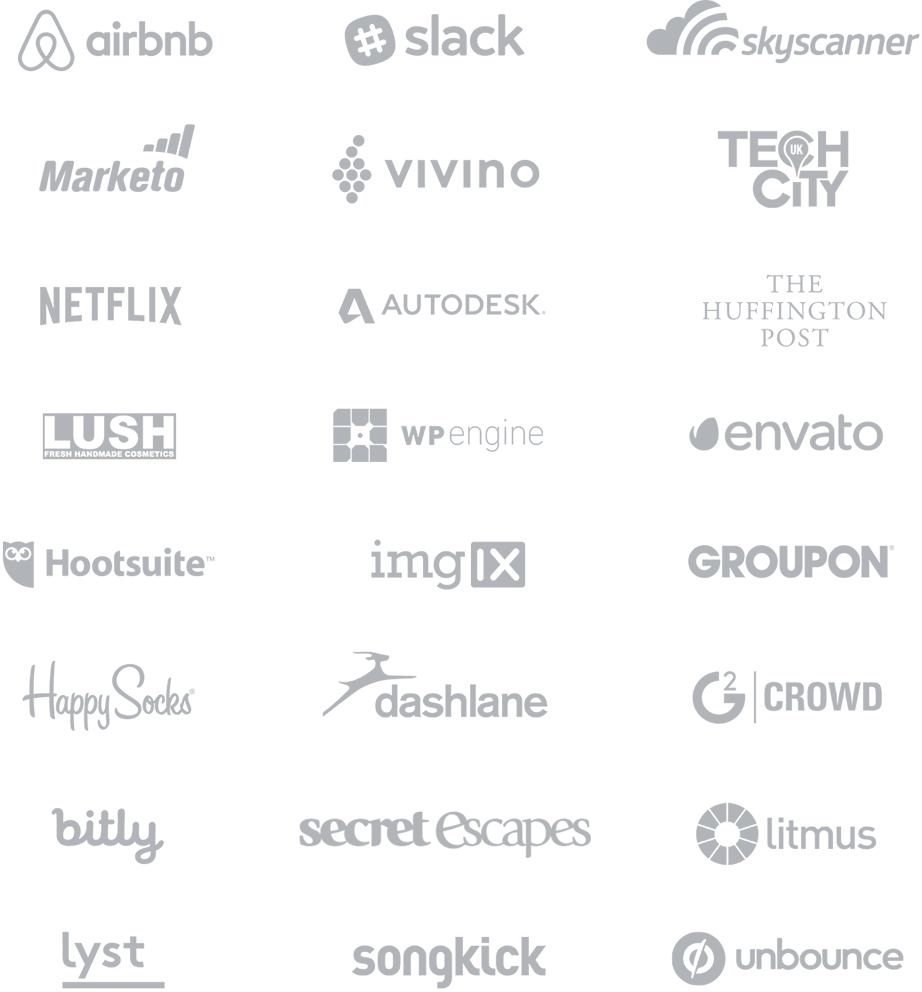 airbnb
slack
skyscanner
Marketo
VIVINO
TECH
UK
CiTY
NETFLIX
AUTODESK.
THE
HUFFINGTON
POST
LUSH
FRESH HANDMADE COSMETICS
WP engine
envato
Hootsuite™
imgIX
GROUPON®
Happy Socks®
dashlane
G2 | CROWD
bitly
secret escapes
litmus
lyst
songkick
unbounce